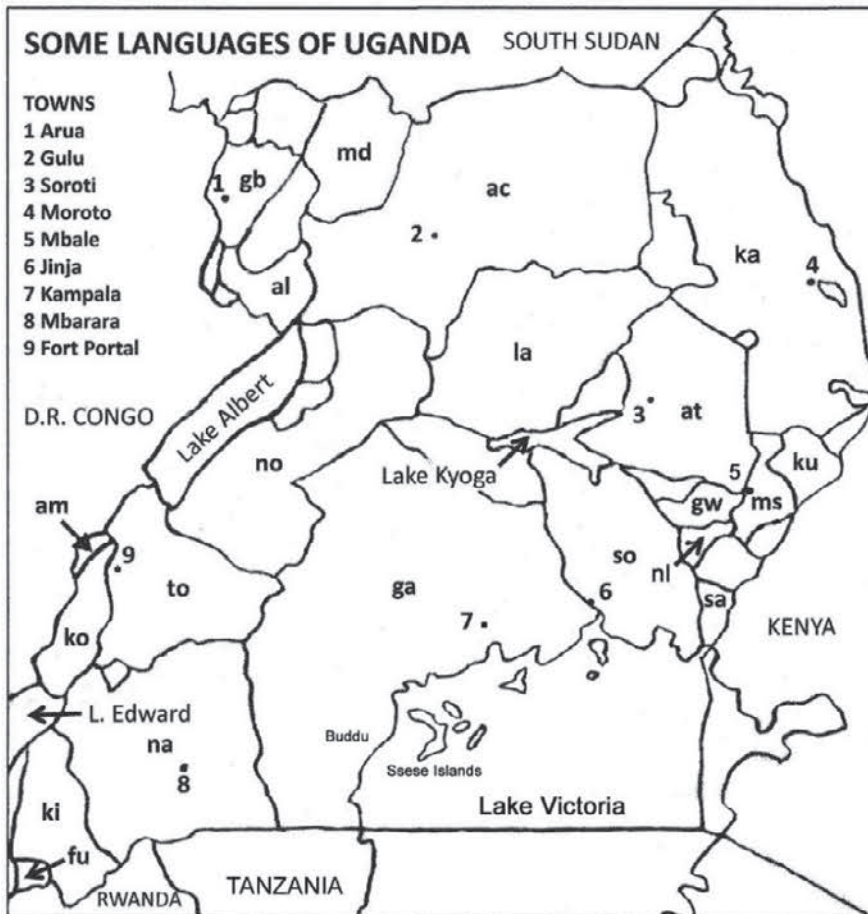 SOME LANGUAGES OF UGANDA
SOUTH SUDAN
TOWNS
1 Arua
2 Gulu
3 Soroti
4 Moroto
5 Mbale
6 Jinja
7 Kampala
8 Mbarara
9 Fort Portal
md
1 gb
ac
2
ka
4
al
la
D.R. CONGO
Lake Albert
3
at
no
Lake Kyoga
5
ku
am
gw
ms
9
so
nl
to
ga
6
sa
7
KENYA
ko
L. Edward
na
Buddu
Ssese Islands
8
Lake Victoria
ki
fu
RWANDA
TANZANIA